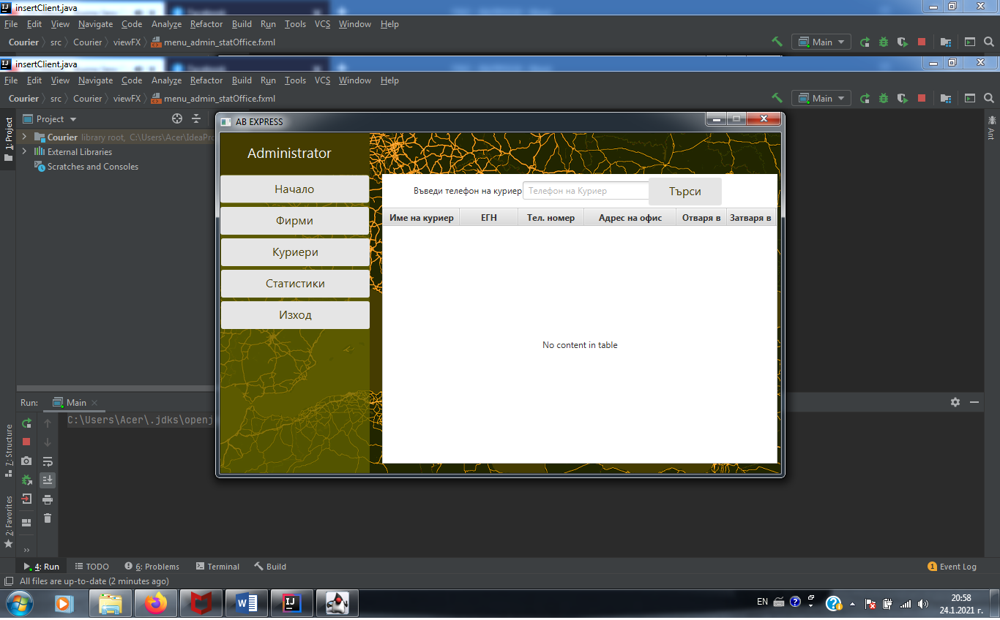 insertClient.java
File Edit View Navigate Code Analyze Refactor Build Run Tools VCS Window Help
Courier src Courier viewFX menu_admin_statOffice.fxml Main
insertClient.java
File Edit View Navigate Code Analyze Refactor Build Run Tools VCS Window Help
Courier src Courier viewFX menu_admin_statOffice.fxml Main
1: Project
Project
Courier library root, C:\Users\Acer\IdeaPro
External Libraries
Scratches and Consoles
Ant
AB EXPRESS
Administrator
Начало
Фирми
Куриери
Статистики
Изход
Въведи телефон на куриер Телефон на Куриер Търси
Име на куриер ЕГН Тел. номер Адрес на офис Отваря в Затваря в
No content in table
Run: Main
C:\Users\Acer\.jdks\openj
7: Structure
2: Favorites
4: Run TODO 6: Problems Terminal Build 1 Event Log
All files are up-to-date (2 minutes ago)
EN 20:58
24.1.2021 г.